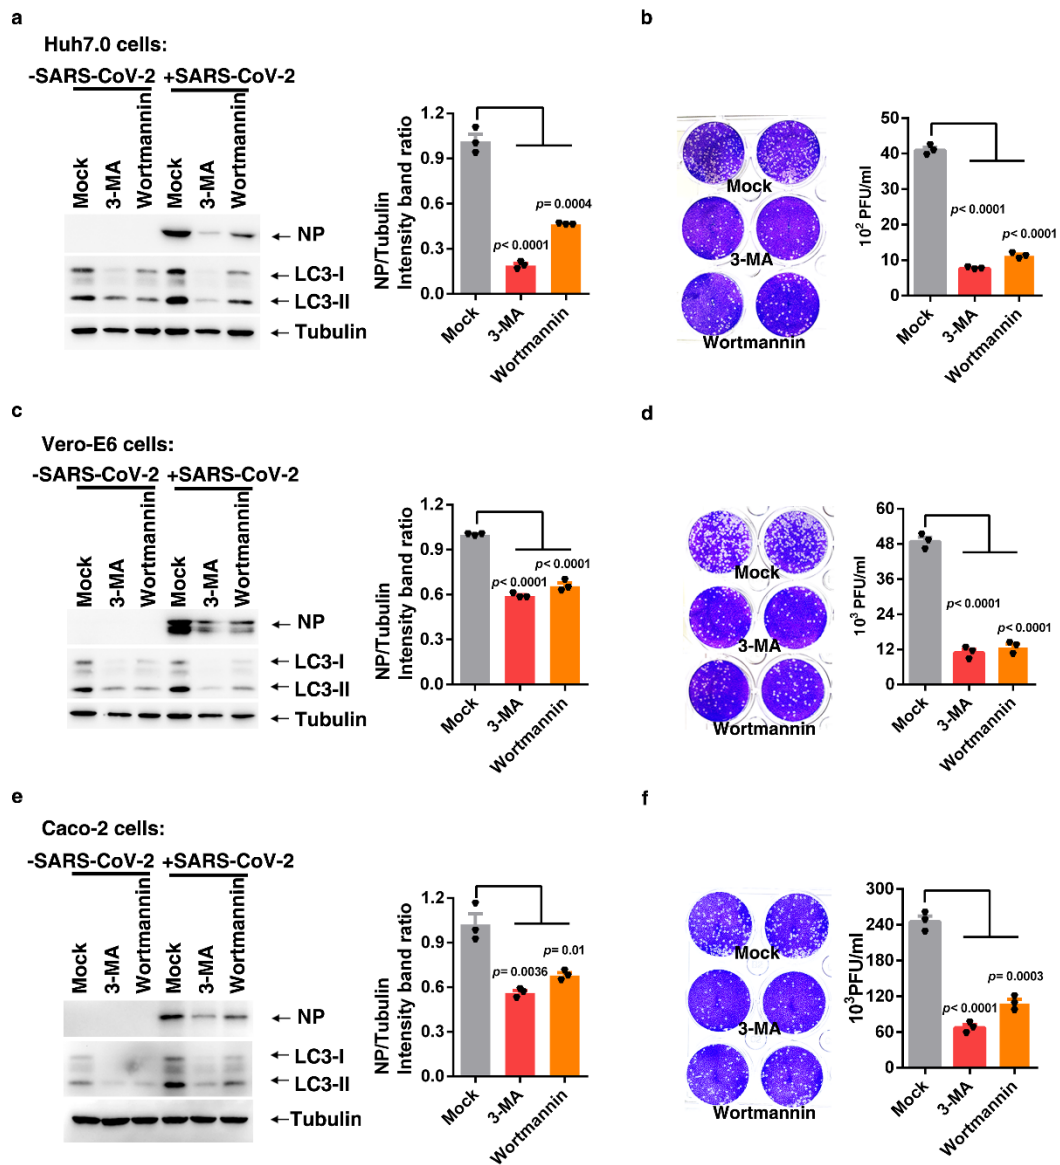 a
Huh7.0 cells:
-SARS-CoV-2 +SARS-CoV-2
Mock
3-MA
Wortmannin
Mock
3-MA
Wortmannin
← NP
← LC3-I
← LC3-II
← Tubulin
NP/Tubulin
Intensity band ratio
1.2
0.9
0.6
0.3
0.0
p< 0.0001
p= 0.0004
Mock
3-MA
Wortmannin
b
Mock
3-MA
Wortmannin
10² PFU/ml
50
40
30
20
10
0
p< 0.0001
p< 0.0001
Mock
3-MA
Wortmannin
c
Vero-E6 cells:
-SARS-CoV-2 +SARS-CoV-2
Mock
3-MA
Wortmannin
Mock
3-MA
Wortmannin
← NP
← LC3-I
← LC3-II
← Tubulin
NP/Tubulin
Intensity band ratio
1.2
0.9
0.6
0.3
0.0
p< 0.0001
p< 0.0001
Mock
3-MA
Wortmannin
d
Mock
3-MA
Wortmannin
10³ PFU/ml
60
48
36
24
12
0
p< 0.0001
p< 0.0001
Mock
3-MA
Wortmannin
e
Caco-2 cells:
-SARS-CoV-2 +SARS-CoV-2
Mock
3-MA
Wortmannin
Mock
3-MA
Wortmannin
← NP
← LC3-I
← LC3-II
←Tubulin
NP/Tubulin
Intensity band ratio
1.2
0.9
0.6
0.3
0.0
p= 0.0036
p= 0.01
Mock
3-MA
Wortmannin
f
Mock
3-MA
Wortmannin
10³PFU/ml
300
240
180
120
60
0
p< 0.0001
p= 0.0003
Mock
3-MA
Wortmannin